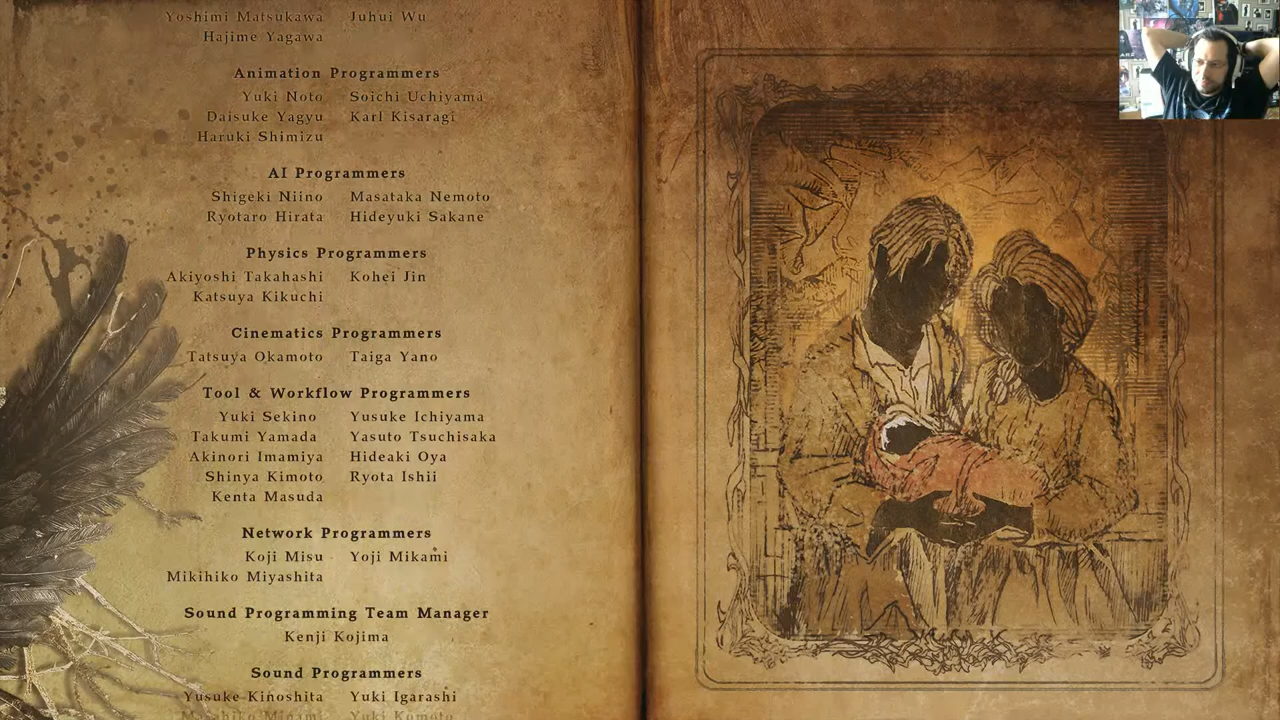 Yoshimi Matsukawa Juhui Wu
Hajime Yagawa
Animation Programmers
Yuki Noto Soichi Uchiyama
Daisuke Yagyu Karl Kisaragi
Haruki Shimizu
AI Programmers
Shigeki Niino Masataka Nemoto
Ryotaro Hirata Hideyuki Sakane
Physics Programmers
Akiyoshi Takahashi Kohei Jin
Katsuya Kikuchi
Cinematics Programmers
Tatsuya Okamoto Taiga Yano
Tool & Workflow Programmers
Yuki Sekino Yusuke Ichiyama
Takumi Yamada Yasuto Tsuchisaka
Akinori Imamiya Hideaki Oya
Shinya Kimoto Ryota Ishii
Kenta Masuda
Network Programmers
Koji Misu Yoji Mikami
Mikihiko Miyashita
Sound Programming Team Manager
Kenji Kojima
Sound Programmers
Yusuke Kinoshita Yuki Igarashi
Masahiko Minami Yuki Komoto